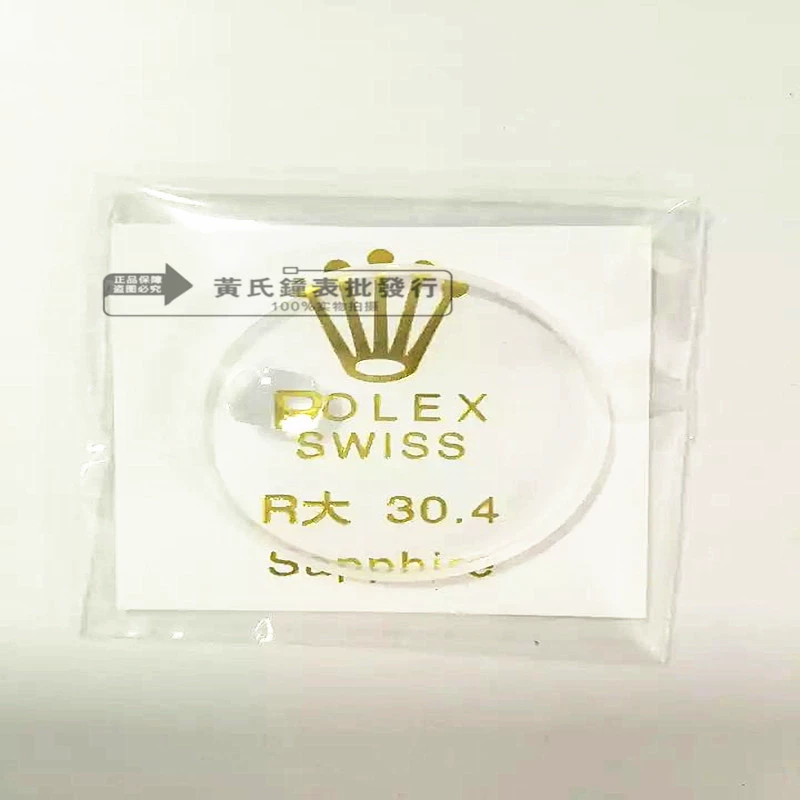 正品保障
盗图必究
黃氏鐘表批發行
100%实物拍摄
POLEX
SWISS
R大 30.4
Sapphire